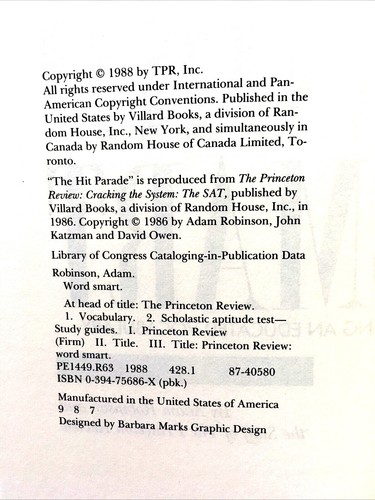 Copyright © 1988 by TPR, Inc.
All rights reserved under International and Pan-
American Copyright Conventions. Published in the
United States by Villard Books, a division of Ran-
dom House, Inc., New York, and simultaneously in
Canada by Random House of Canada Limited, To-
ronto.
"The Hit Parade" is reproduced from The Princeton
Review: Cracking the System: The SAT, published by
Villard Books, a division of Random House, Inc., in
1986. Copyright © 1986 by Adam Robinson, John
Katzman and David Owen.
Library of Congress Cataloging-in-Publication Data
Robinson, Adam.
Word smart.
At head of title: The Princeton Review.
1. Vocabulary. 2. Scholastic aptitude test—
Study guides. I. Princeton Review
(Firm) II. Title. III. Title: Princeton Review:
word smart.
PE1449.R63 1988 428.1 87-40580
ISBN 0-394-75686-X (pbk.)
Manufactured in the United States of America
9 8 7
Designed by Barbara Marks Graphic Design